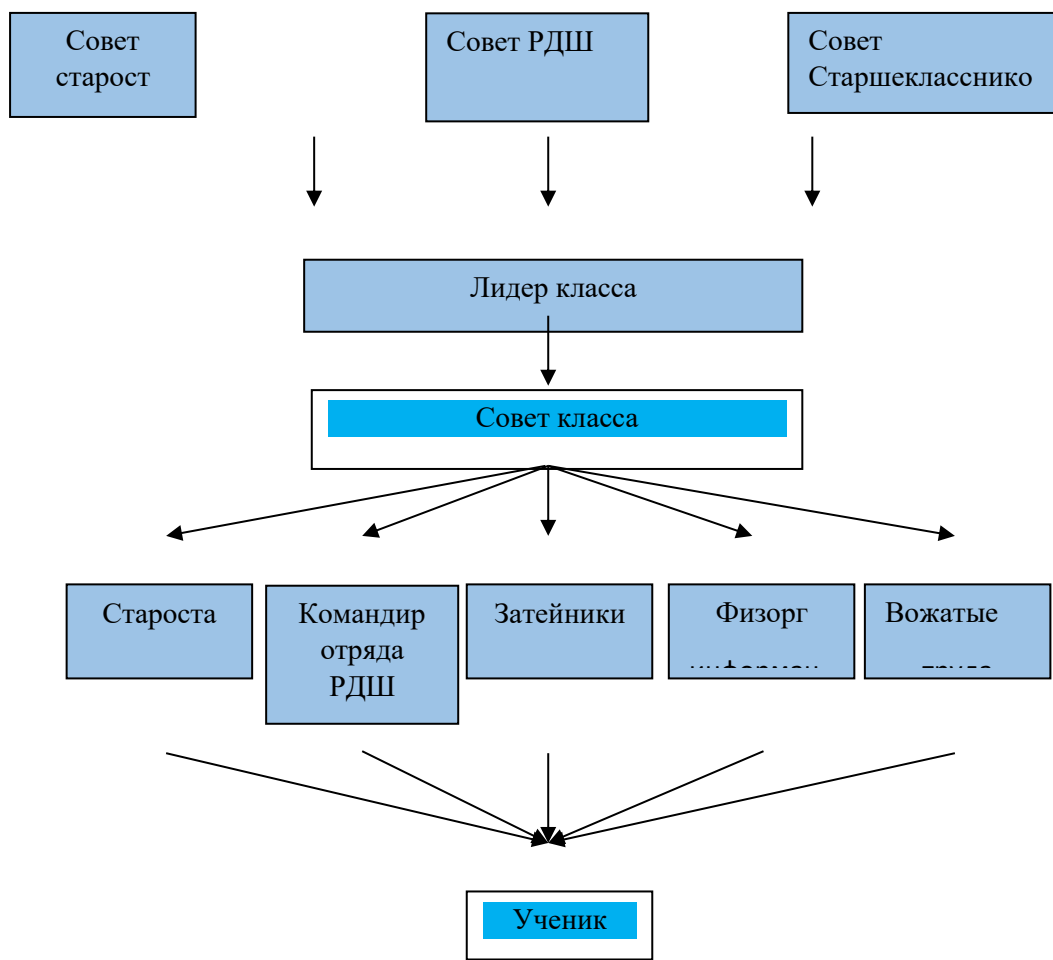 Совет
старост
Совет РДШ
Совет
Старшекласснико
Лидер класса
Совет класса
Староста
Командир
отряда
РДШ
Затейники
Физорг
Вожатые
Ученик